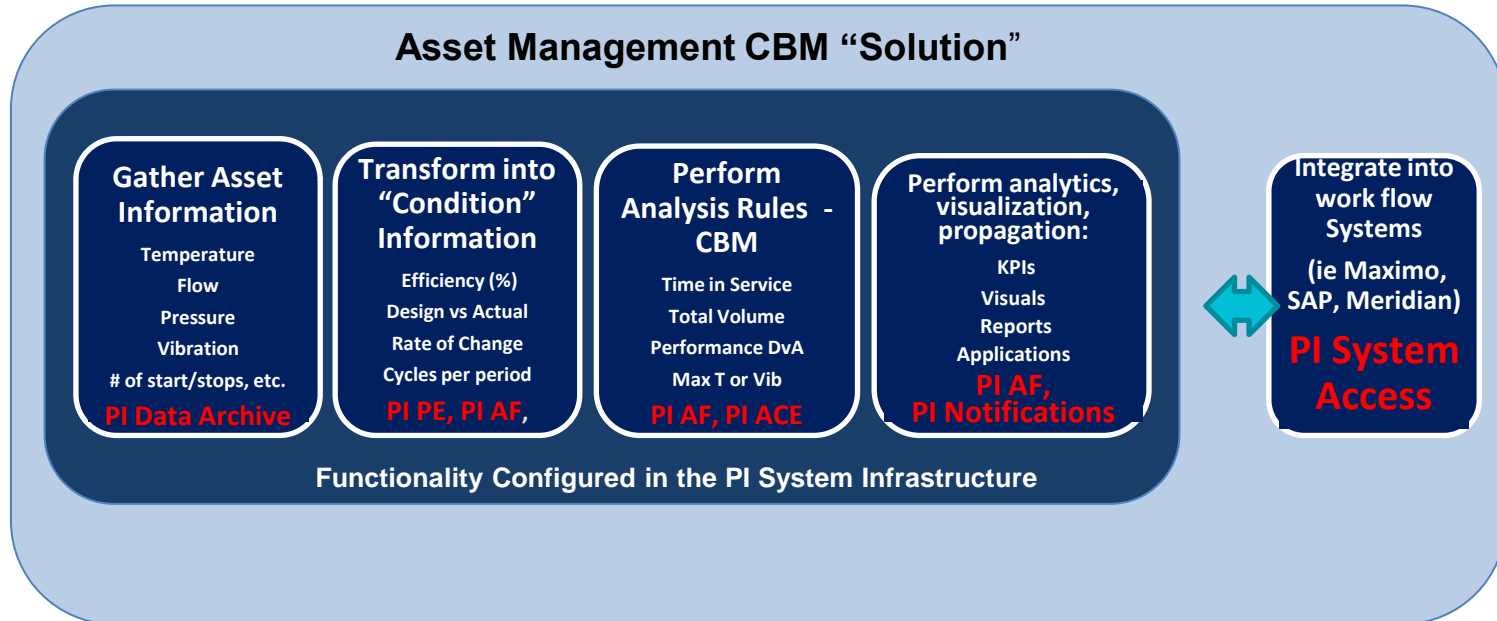 Asset Management CBM “Solution”
Gather Asset
Information
Temperature
Flow
Pressure
Vibration
# of start/stops, etc.
PI Data Archive
Transform into
“Condition”
Information
Efficiency (%)
Design vs Actual
Rate of Change
Cycles per period
PI PE, PI AF,
Perform
Analysis Rules -
CBM
Time in Service
Total Volume
Performance DvA
Max T or Vib
PI AF, PI ACE
Perform analytics,
visualization,
propagation:
KPIs
Visuals
Reports
Applications
PI AF,
PI Notifications
Integrate into
work flow
Systems
(ie Maximo,
SAP, Meridian)
PI System
Access
Functionality Configured in the PI System Infrastructure